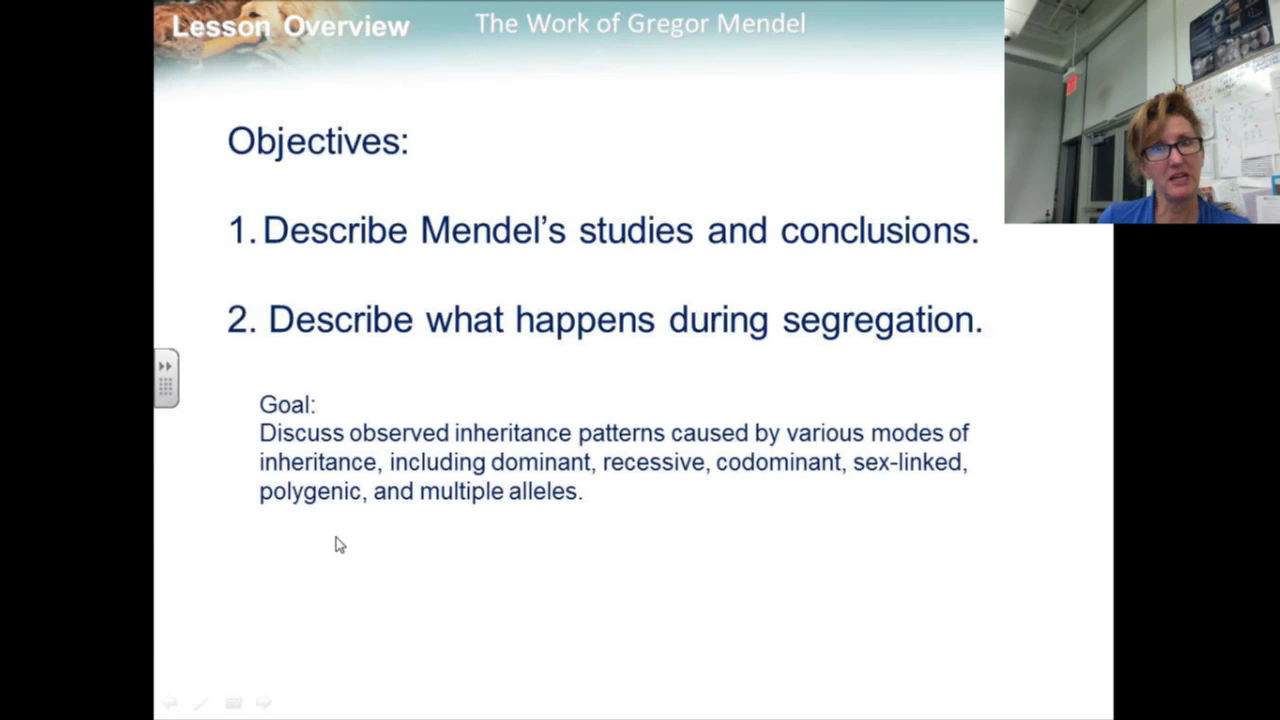 Lesson Overview
The Work of Gregor Mendel
Objectives:
1. Describe Mendel’s studies and conclusions.
2. Describe what happens during segregation.
Goal:
Discuss observed inheritance patterns caused by various modes of
inheritance, including dominant, recessive, codominant, sex-linked,
polygenic, and multiple alleles.